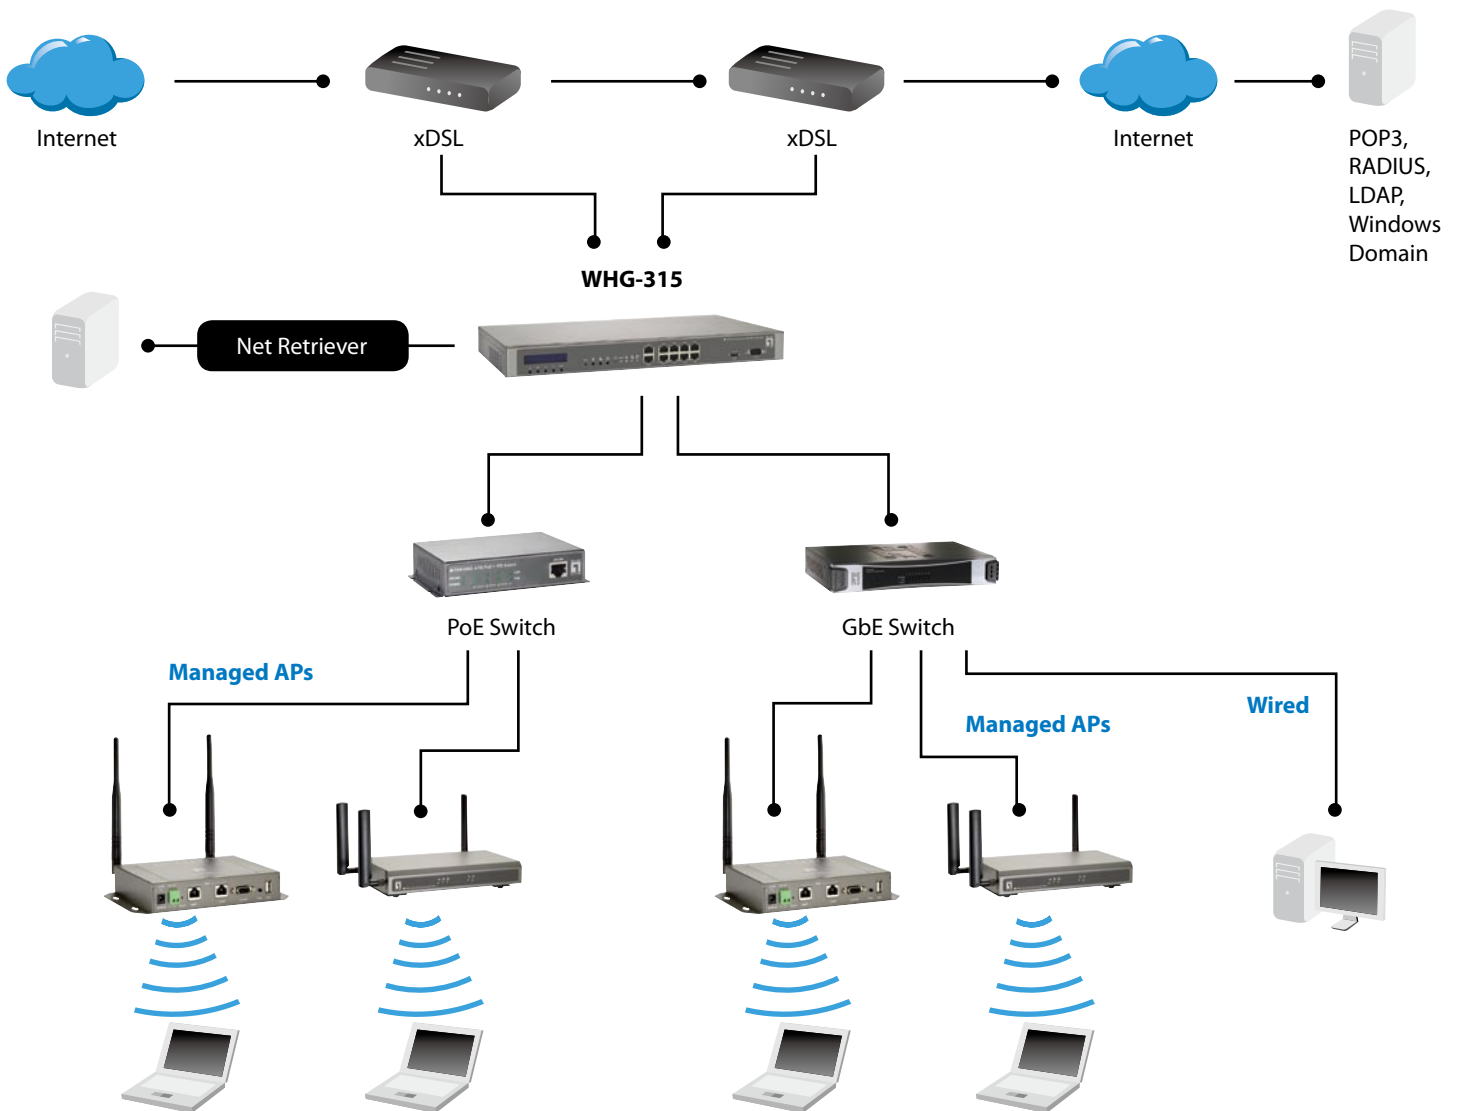 Internet
xDSL
xDSL
Internet
POP3,
RADIUS,
LDAP,
Windows
Domain
WHG-315
Net Retriever
PoE Switch
GbE Switch
Managed APs
Managed APs
Wired